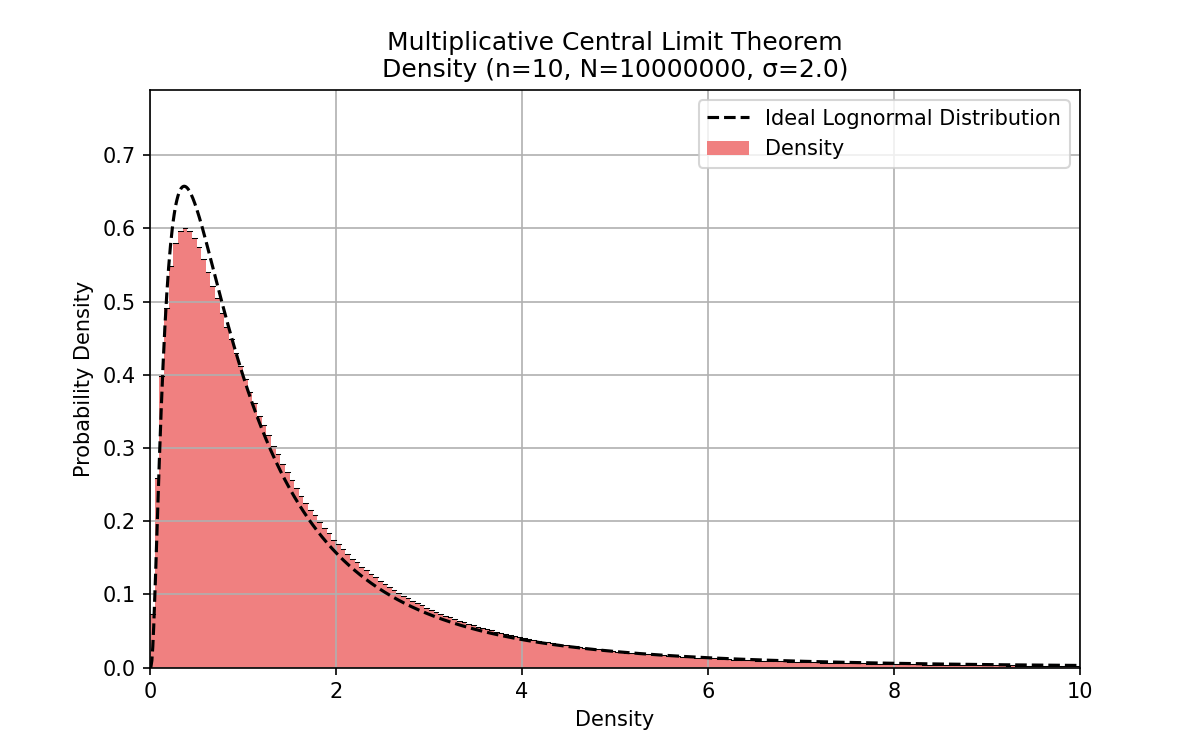 Multiplicative Central Limit Theorem
Density (n=10, N=10000000, σ=2.0)
Ideal Lognormal Distribution
Density
Probability Density
0.7
0.6
0.5
0.4
0.3
0.2
0.1
0.0
0 2 4 6 8 10
Density